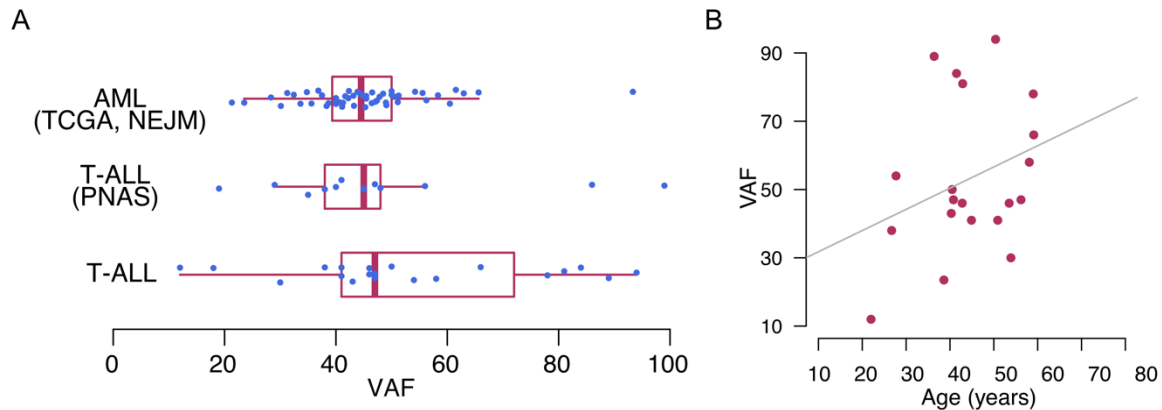 A
AML
(TCGA, NEJM)
T-ALL
(PNAS)
T-ALL
0 20 40 60 80 100
VAF
B
90
70
50
30
10
VAF
10 30 40 50 60 70 80
Age (years)